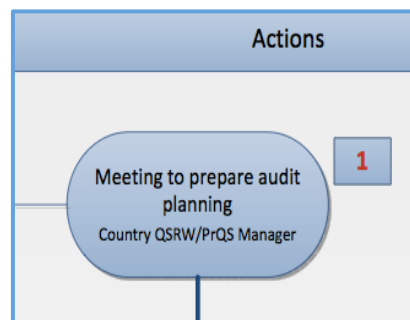 Actions
Meeting to prepare audit
planning
Country QSRW/PrQS Manager
1